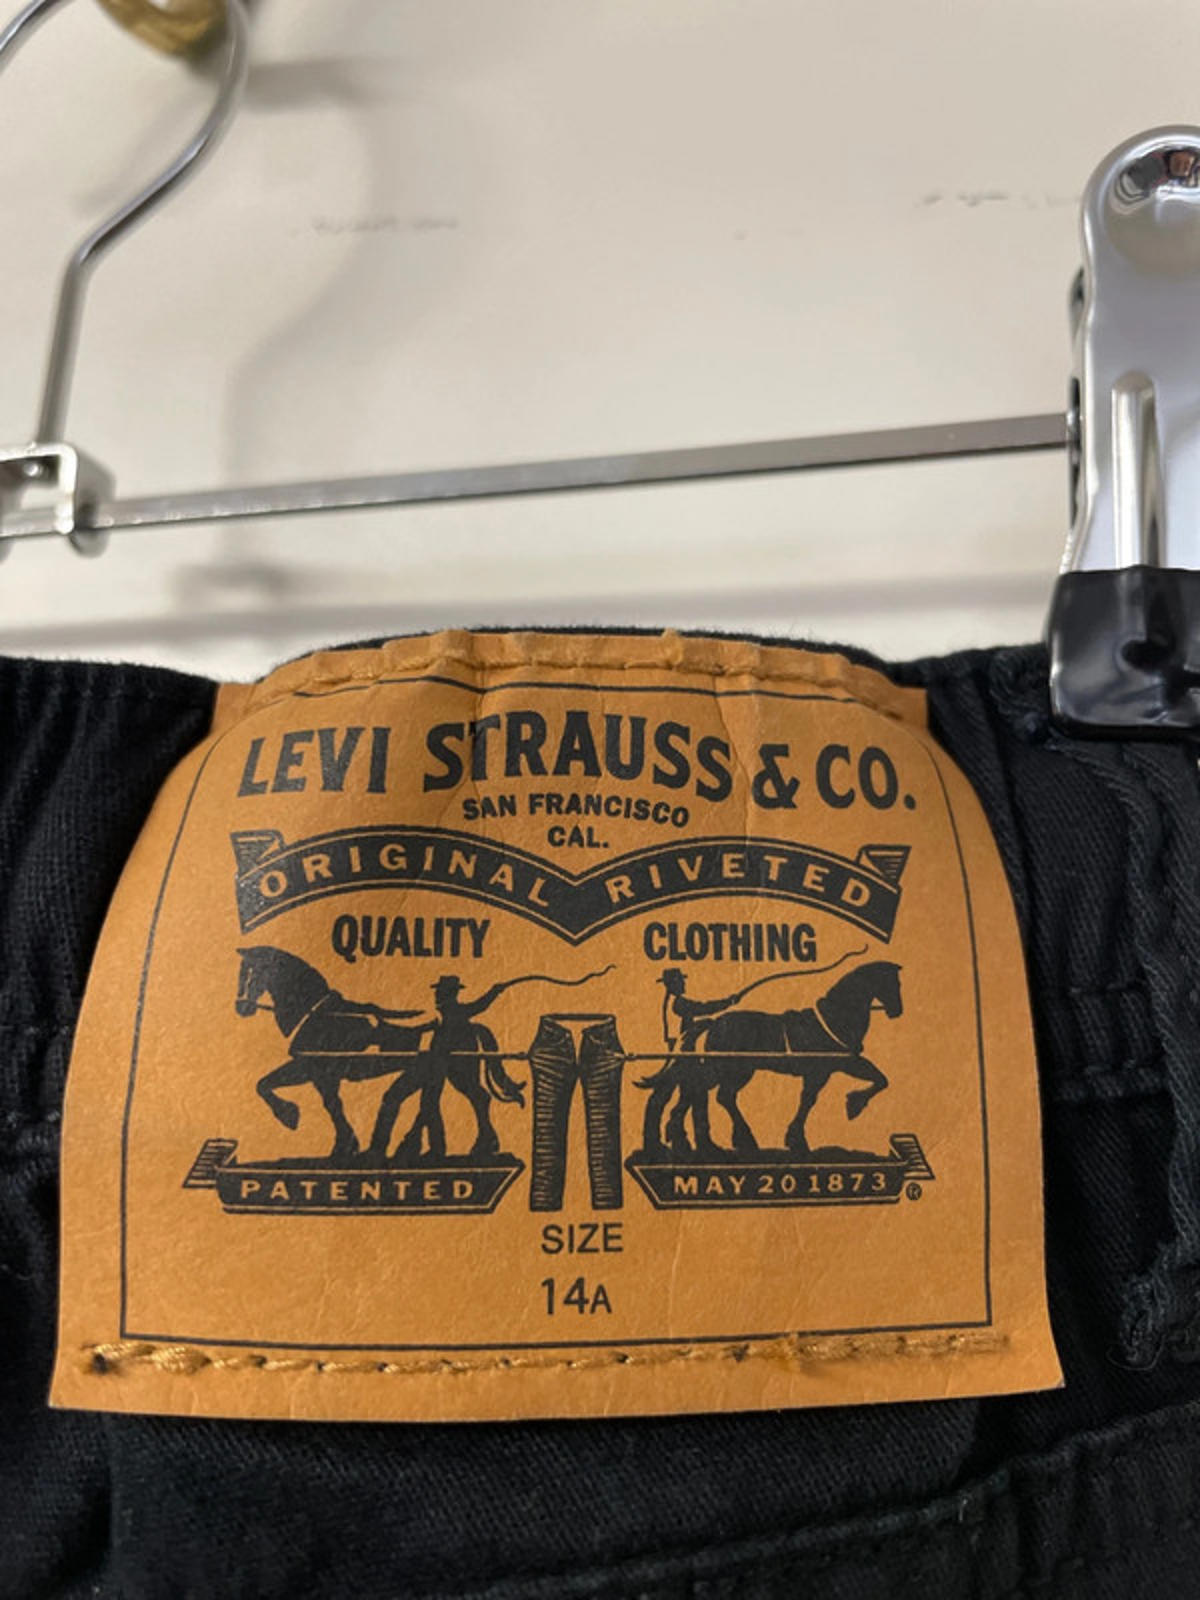 LEVI STRAUSS & CO.
SAN FRANCISCO
CAL.
ORIGINAL RIVETED
QUALITY CLOTHING
PATENTED MAY 20 1873 ®
SIZE
14A